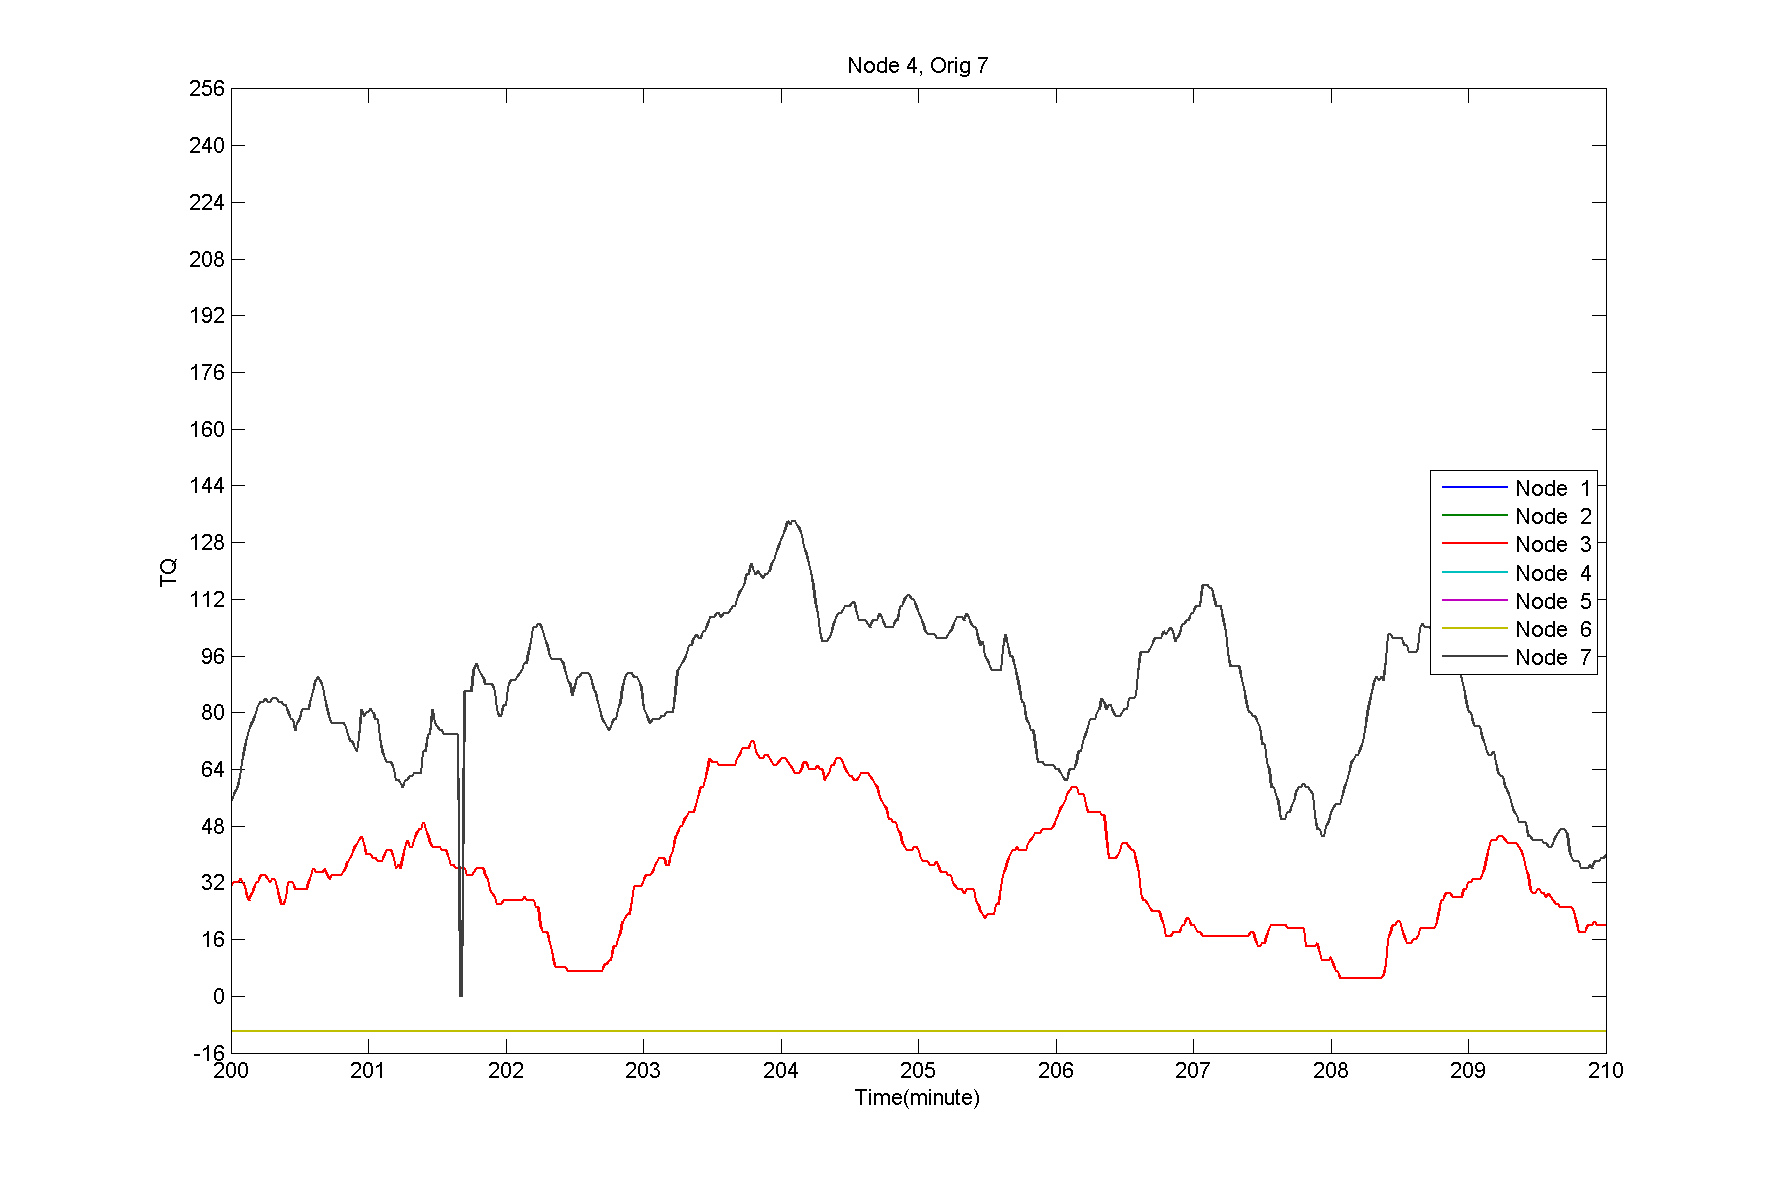 Node 4, Orig 7
256
240
224
208
192
176
160
144
128
112
96
80
64
48
32
16
0
-16
TQ
Node 1
Node 2
Node 3
Node 4
Node 5
Node 6
Node 7
200 201 202 203 204 205 206 207 208 209 210
Time(minute)